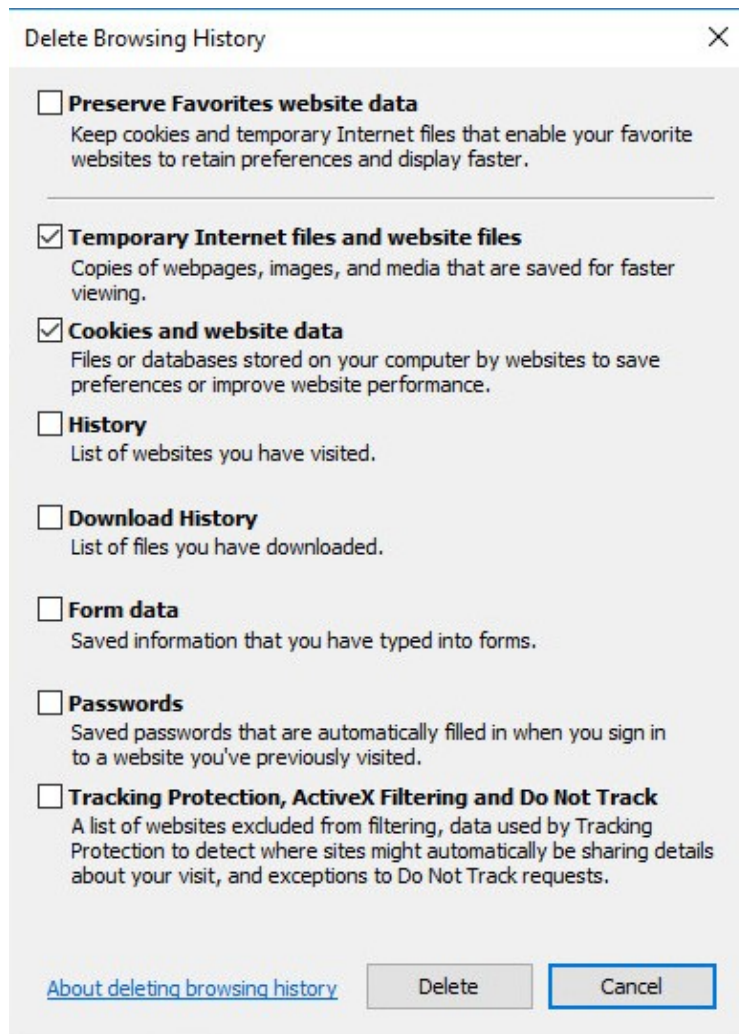 Delete Browsing History
Preserve Favorites website data
Keep cookies and temporary Internet files that enable your favorite
websites to retain preferences and display faster.
Temporary Internet files and website files
Copies of webpages, images, and media that are saved for faster
viewing.
Cookies and website data
Files or databases stored on your computer by websites to save
preferences or improve website performance.
History
List of websites you have visited.
Download History
List of files you have downloaded.
Form data
Saved information that you have typed into forms.
Passwords
Saved passwords that are automatically filled in when you sign in
to a website you've previously visited.
Tracking Protection, ActiveX Filtering and Do Not Track
A list of websites excluded from filtering, data used by Tracking
Protection to detect where sites might automatically be sharing details
about your visit, and exceptions to Do Not Track requests.
About deleting browsing history Delete Cancel